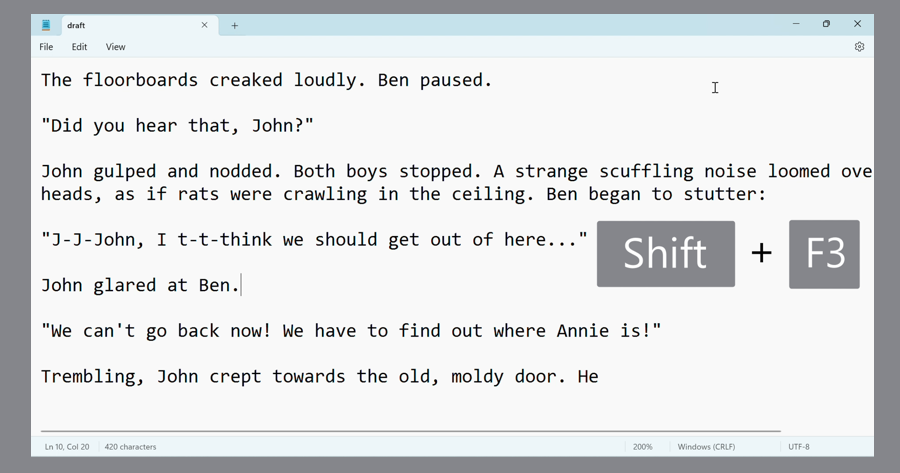 draft
File Edit View
The floorboards creaked loudly. Ben paused.
"Did you hear that, John?"
John gulped and nodded. Both boys stopped. A strange scuffling noise loomed ove
heads, as if rats were crawling in the ceiling. Ben began to stutter:
"J-J-John, I t-t-think we should get out of here..."
Shift + F3
John glared at Ben.
"We can't go back now! We have to find out where Annie is!"
Trembling, John crept towards the old, moldy door. He
Ln 10, Col 20 420 characters 200% Windows (CRLF) UTF-8